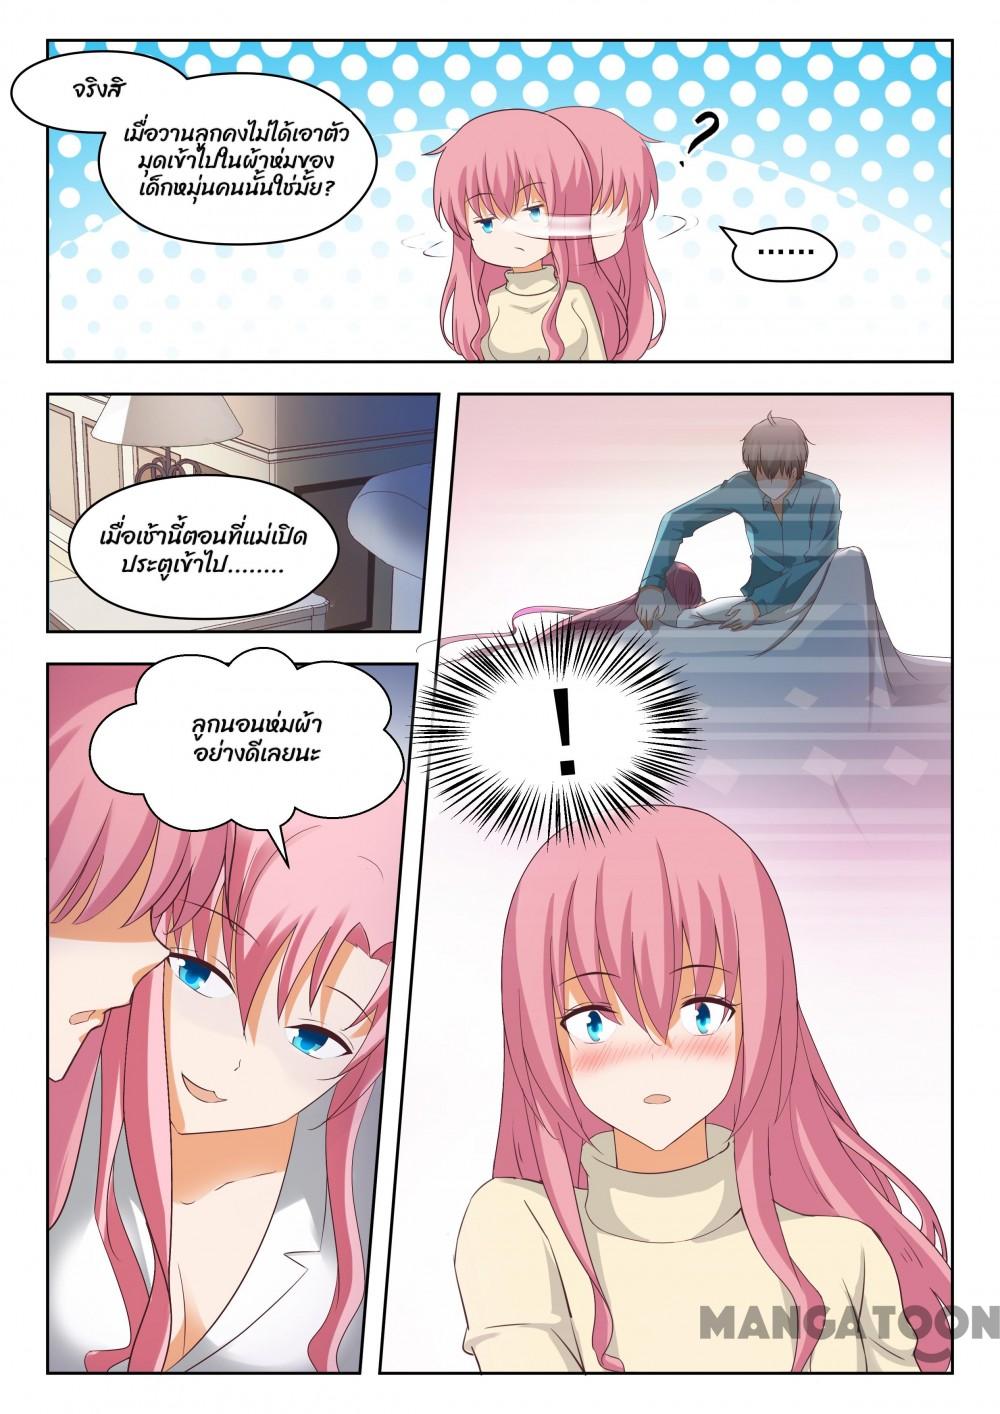 จริงสิ
เมื่อวานลูกคงไม่ได้เอาตัว
มุดเข้าไปในผ้าห่มของ
เด็กหมุ่นคนนั้นใช่มั้ย?
?
......
เมื่อเช้านี้ตอนที่แม่เปิด
ประตูเข้าไป........
!
ลูกนอนห่มผ้า
อย่างดีเลยนะ
MANGATOON